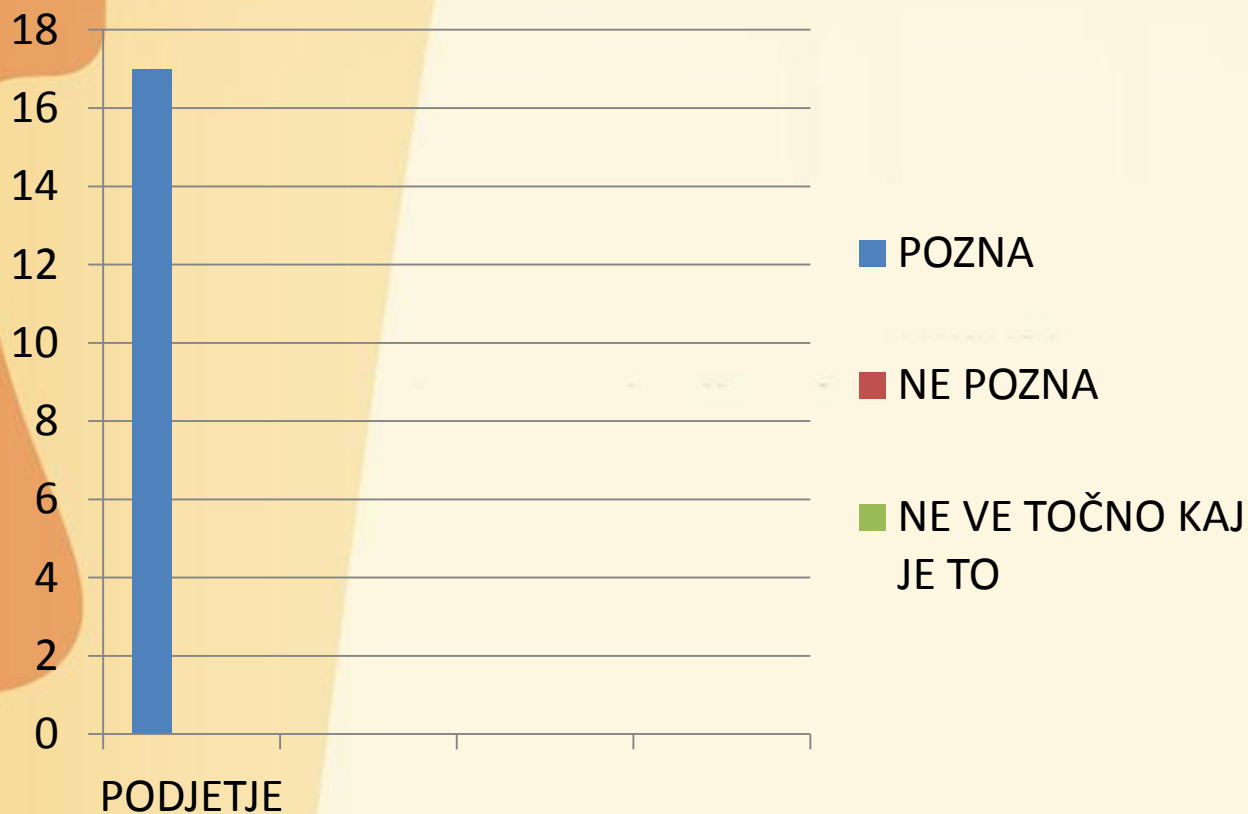 18
16
14
12
10
8
6
4
2
0
PODJETJE
POZNA
NE POZNA
NE VE TOČNO KAJ
JE TO